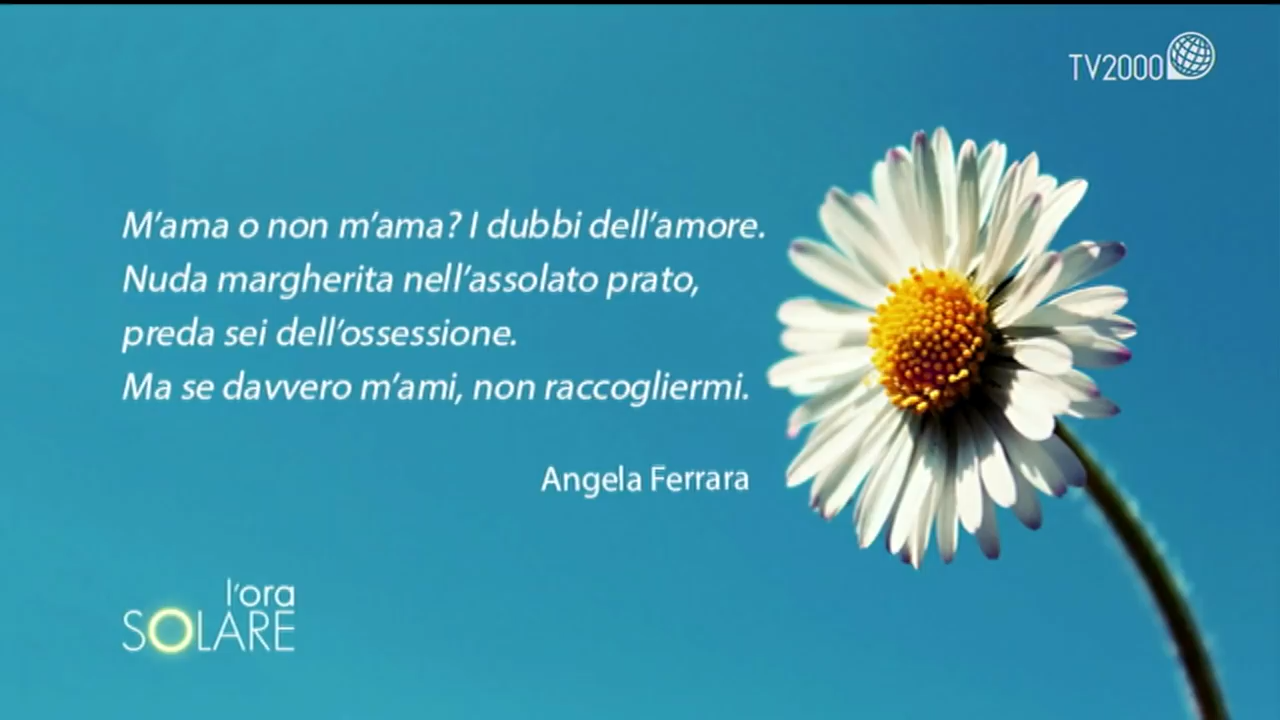 TV2000
M'ama o non m'ama? I dubbi dell'amore.
Nuda margherita nell'assolato prato,
preda sei dell'ossessione.
Ma se davvero m'ami, non raccogliermi.
Angela Ferrara
l'ora
SOLARE